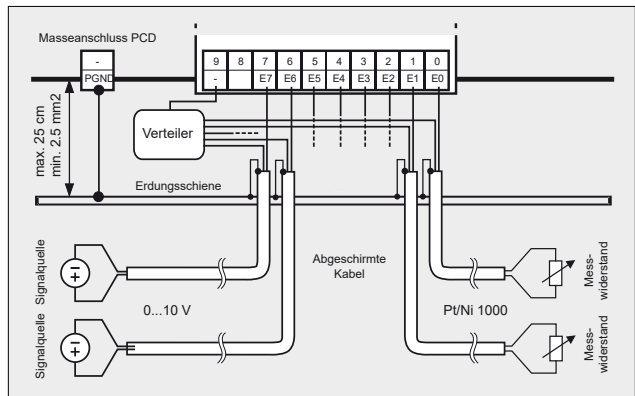 Masseanschluss PCD
-
PGND
9 8 7 6 5 4 3 2 1 0
- E7 E6 E5 E4 E3 E2 E1 E0
max. 25 cm
min. 2.5 mm2
Verteiler
Erdungsschiene
Signalquelle
0...10 V
Abgeschirmte
Kabel
Pt/Ni 1000
Mess-
widerstand
Signalquelle
Mess-
widerstand